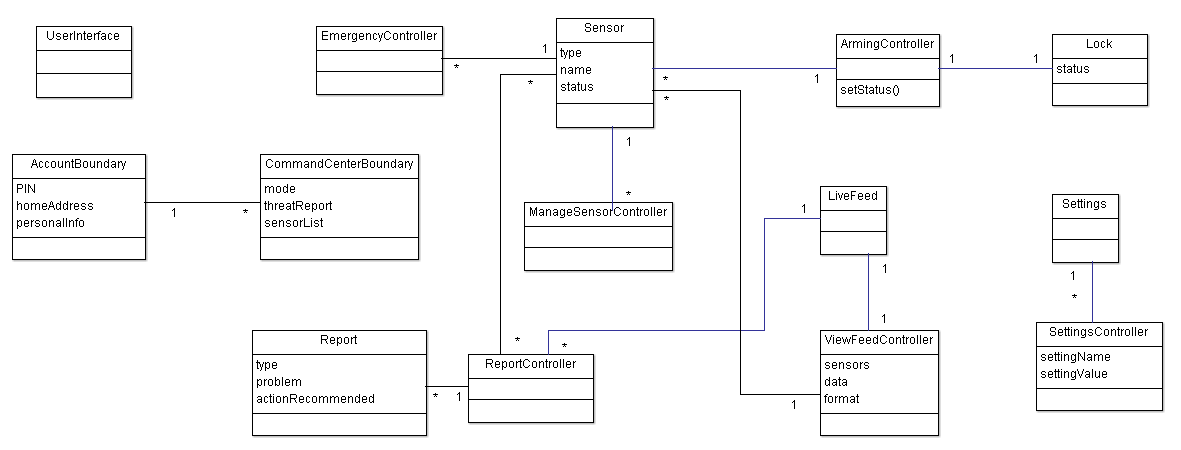 UserInterface
EmergencyController
1
*
Sensor
type
name
status
*
*
*
1
ArmingController
setStatus()
1
1
Lock
status
AccountBoundary
PIN
homeAddress
personalInfo
1
*
CommandCenterBoundary
mode
threatReport
sensorList
1
*
ManageSensorController
1
LiveFeed
1
1
Settings
1
*
SettingsController
settingName
settingValue
Report
type
problem
actionRecommended
*
1
*
*
ReportController
ViewFeedController
sensors
data
format
1